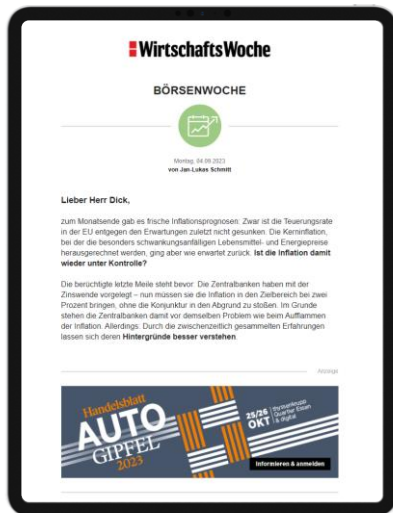 WirtschaftsWoche
BÖRSENWOCHE
Montag, 04.09.2023
von Jan-Lukas Schmitt
Lieber Herr Dick,
zum Monatsende gab es frische Inflationsprognosen: Zwar ist die Teuerungsrate
in der EU entgegen den Erwartungen zuletzt nicht gesunken. Die Kerninflation,
bei der die besonders schwankungsanfälligen Lebensmittel- und Energiepreise
herausgerechnet werden, ging aber wie erwartet zurück. Ist die Inflation damit
wieder unter Kontrolle?
Die berüchtigte letzte Meile steht bevor. Die Zentralbanken haben mit der
Zinswende vorgelegt – nun müssen sie die Inflation in den Zielbereich bei zwei
Prozent bringen, ohne die Konjunktur in den Abgrund zu stoßen. Im Grunde
stehen die Zentralbanken damit vor demselben Problem wie beim Aufflammen
der Inflation. Allerdings: Durch die zwischenzeitlich gesammelten Erfahrungen
lassen sich deren Hintergründe besser verstehen.
Anzeige
Handelsblatt
AUTO
GIPFEL
2023
25/26
OKT
thyssenkrupp
Quartier Essen
& digital
Informieren & anmelden